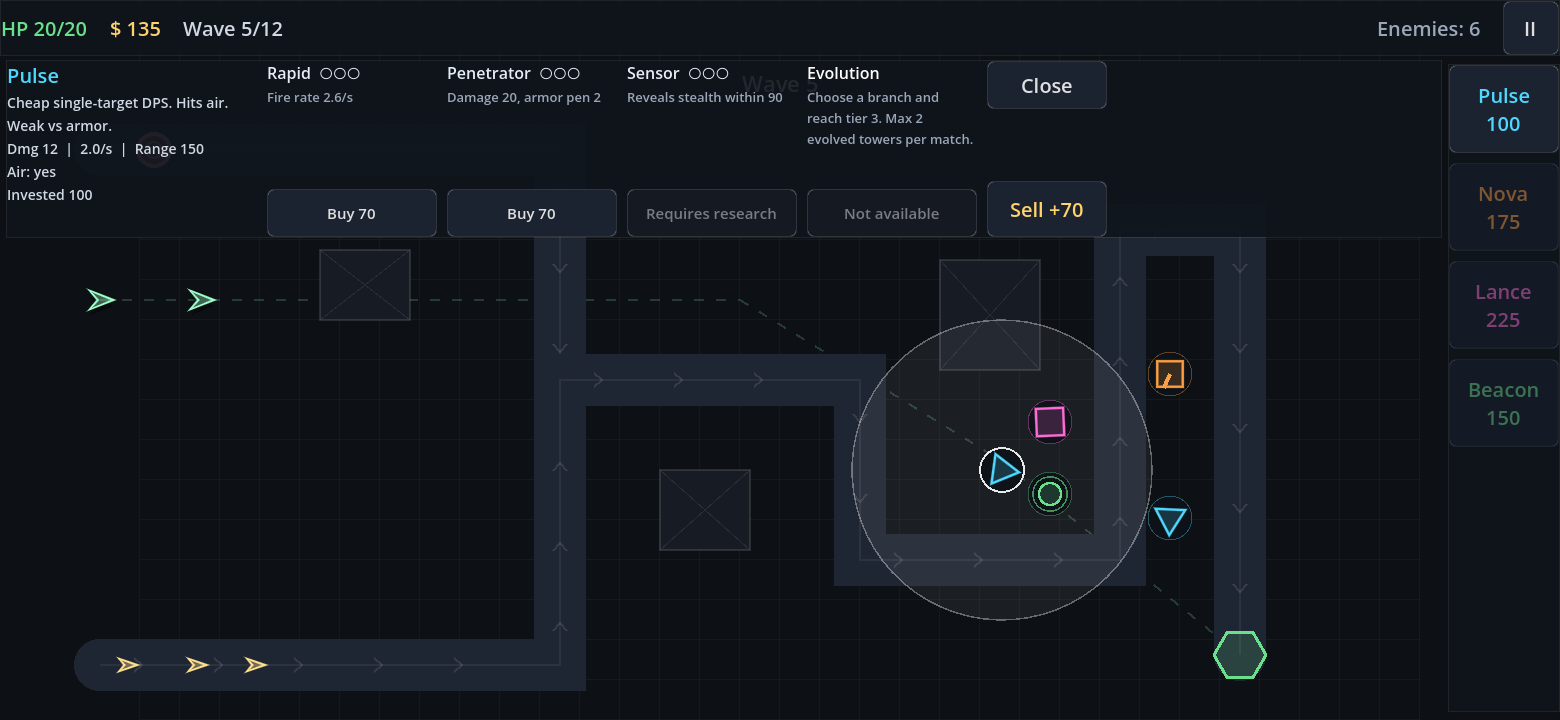 HP 20/20 $ 135 Wave 5/12 Enemies: 6 II
Pulse
Cheap single-target DPS. Hits air.
Weak vs armor.
Dmg 12 | 2.0/s | Range 150
Air: yes
Invested 100
Rapid ○○○
Fire rate 2.6/s
Buy 70
Penetrator ○○○
Damage 20, armor pen 2
Buy 70
Sensor ○○○
Reveals stealth within 90
Requires research
Wave 5
Evolution
Choose a branch and
reach tier 3. Max 2
evolved towers per match.
Not available
Close
Sell +70
Pulse
100
Nova
175
Lance
225
Beacon
150